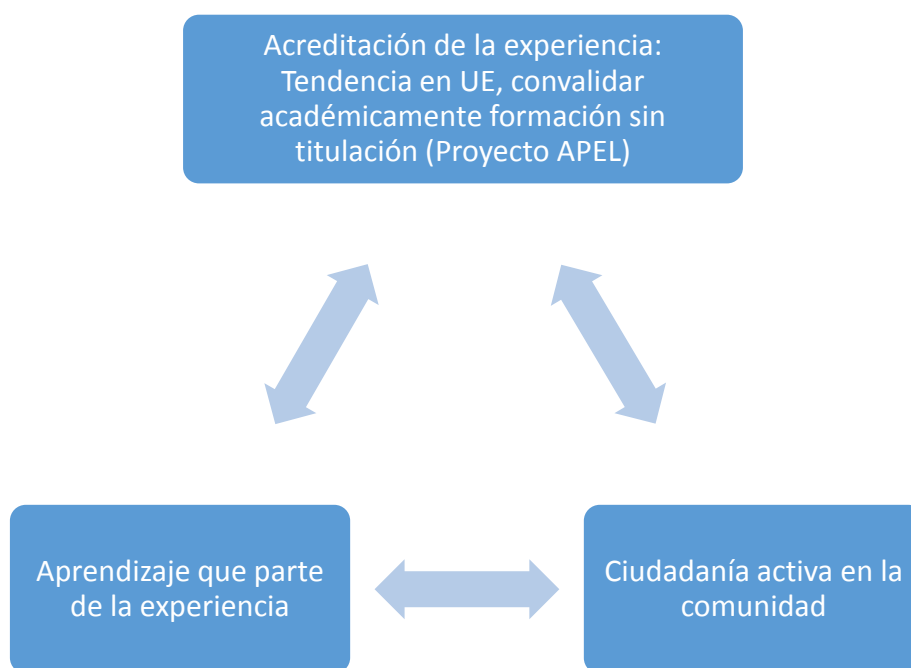 Acreditación de la experiencia:
Tendencia en UE, convalidar
académicamente formación sin
titulación (Proyecto APEL)
Aprendizaje que parte
de la experiencia
Ciudadanía activa en la
comunidad